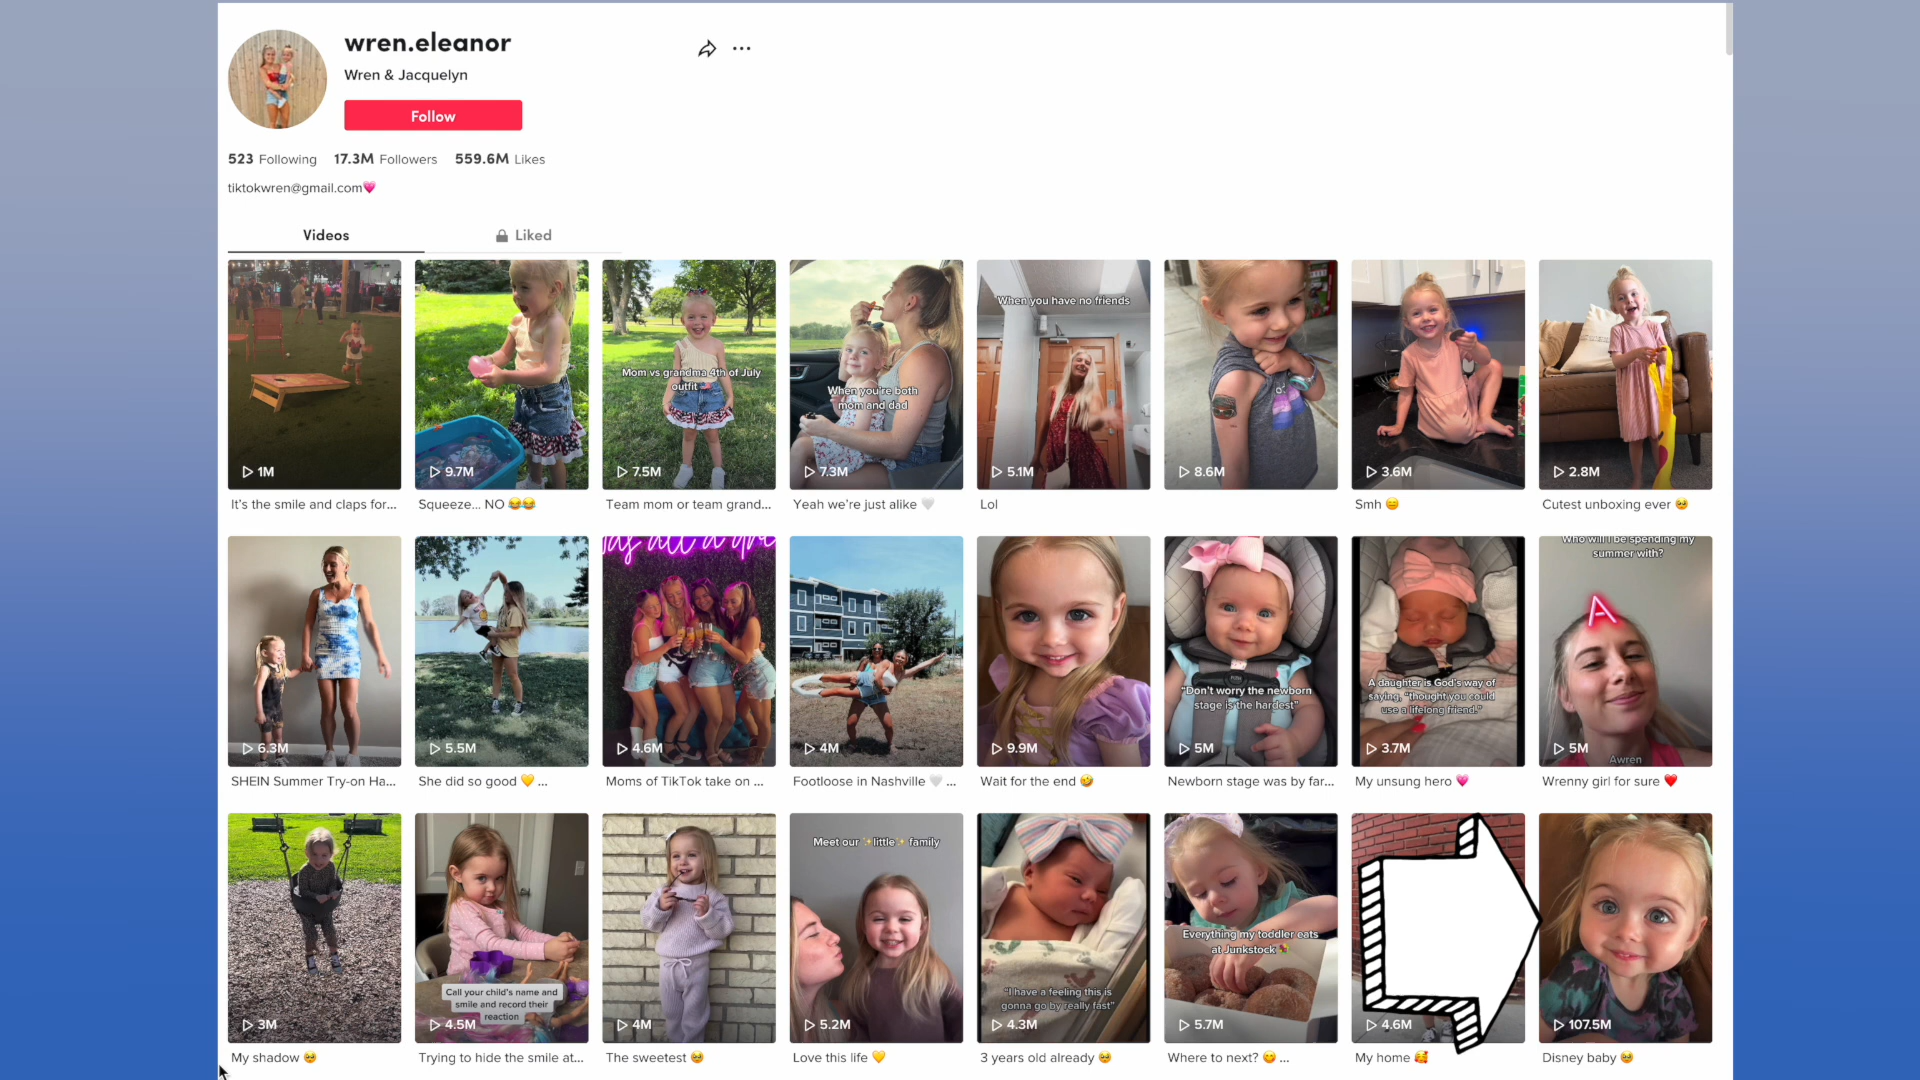 wren.eleanor
Wren & Jacquelyn
Follow
523 Following 17.3M Followers 559.6M Likes
tiktokwren@gmail.com💗
Videos
Liked
When you have no friends
Mom vs grandma 4th of July
outfit
When you're both
mom and dad
1M
9.7M
7.5M
7.3M
5.1M
8.6M
3.6M
2.8M
It's the smile and claps for...
Squeeze... NO 😂😂
Team mom or team grand...
Yeah we're just alike 🤍
Lol
Smh 😑
Cutest unboxing ever 🥹
Who will I be spending my
summer with?
A
"Don't worry the newborn
stage is the hardest"
A daughter is God's way of
saying, "thought you could
use a lifelong friend."
Awren
6.3M
5.5M
4.6M
4M
9.9M
5M
3.7M
5M
SHEIN Summer Try-on Ha...
She did so good 💛 ...
Moms of TikTok take on ...
Footloose in Nashville 🤍 ...
Wait for the end 🤣
Newborn stage was by far...
My unsung hero 💗
Wrenny girl for sure ❤️
Meet our ✨little✨ family
Everything my toddler eats
at Junkstock
Call your child's name and
smile and record their
reaction
"I have a feeling this is
gonna go by really fast"
3M
4.5M
4M
5.2M
4.3M
5.7M
4.6M
107.5M
My shadow 🥹
Trying to hide the smile at...
The sweetest 🥹
Love this life 💛
3 years old already 🥹
Where to next? 😋 ...
My home 🥰
Disney baby 🥹